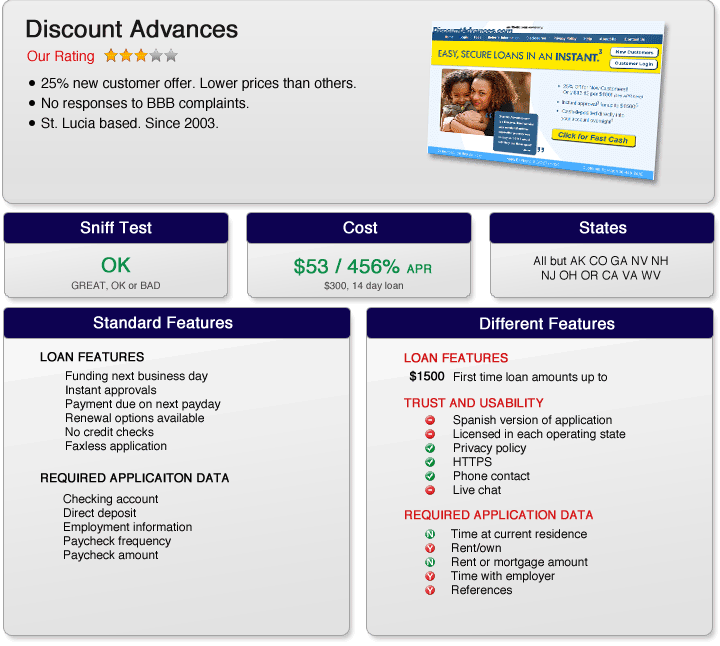 Discount Advances
Our Rating
25% new customer offer. Lower prices than others.
No responses to BBB complaints.
St. Lucia based. Since 2003.
DiscountAdvances.com
EASY, SECURE LOANS IN AN INSTANT.³
New Customers
Customer Login
Click for Fast Cash
Sniff Test
OK
GREAT, OK or BAD
Cost
$53 / 456% APR
$300, 14 day loan
States
All but AK CO GA NV NH
NJ OH OR CA VA WV
Standard Features
LOAN FEATURES
Funding next business day
Instant approvals
Payment due on next payday
Renewal options available
No credit checks
Faxless application
REQUIRED APPLICAITON DATA
Checking account
Direct deposit
Employment information
Paycheck frequency
Paycheck amount
Different Features
LOAN FEATURES
$1500 First time loan amounts up to
TRUST AND USABILITY
Spanish version of application
Licensed in each operating state
Privacy policy
HTTPS
Phone contact
Live chat
REQUIRED APPLICATION DATA
N Time at current residence
Y Rent/own
N Rent or mortgage amount
Y Time with employer
Y References